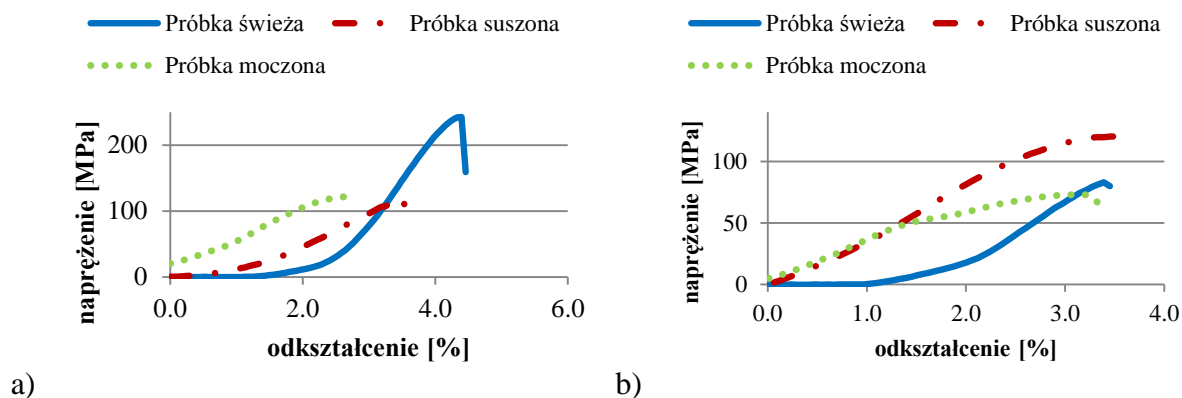 Próbka świeża Próbka suszona
Próbka moczona
naprężenie [MPa]
200
100
0
0.0 2.0 4.0 6.0
odkształcenie [%]
a)
Próbka świeża Próbka suszona
Próbka moczona
naprężenie [MPa]
100
50
0
0.0 1.0 2.0 3.0 4.0
odkształcenie [%]
b)